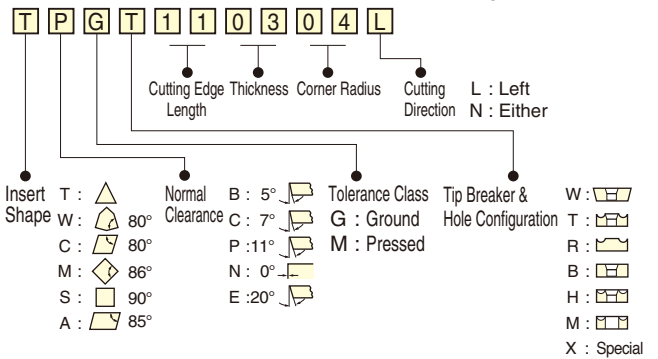 T P G T 1 1 0 3 0 4 L
Cutting Edge Length
Thickness
Corner Radius
Cutting Direction
L : Left
N : Either
Insert Shape
T :
W : 80°
C : 80°
M : 86°
S : 90°
A : 85°
Normal Clearance
B : 5°
C : 7°
P :11°
N : 0°
E :20°
Tolerance Class
G : Ground
M : Pressed
Tip Breaker &
Hole Configuration
W :
T :
R :
B :
H :
M :
X : Special